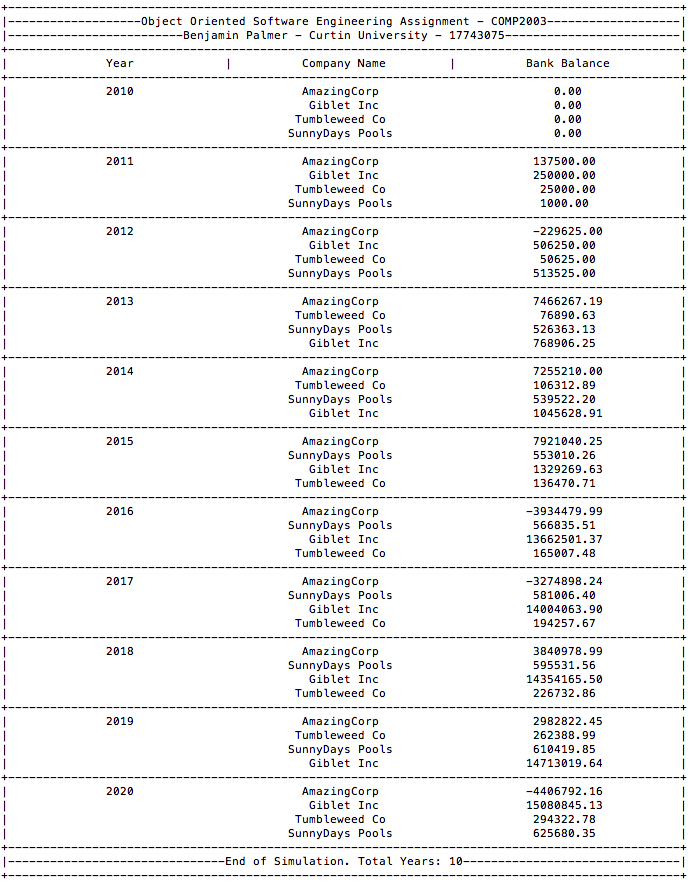 Object Oriented Software Engineering Assignment - COMP2003
Benjamin Palmer - Curtin University - 17743075
Year | Company Name | Bank Balance
2010 AmazingCorp 0.00
Giblet Inc 0.00
Tumbleweed Co 0.00
SunnyDays Pools 0.00
2011 AmazingCorp 137500.00
Giblet Inc 250000.00
Tumbleweed Co 25000.00
SunnyDays Pools 1000.00
2012 AmazingCorp -229625.00
Giblet Inc 506250.00
Tumbleweed Co 50625.00
SunnyDays Pools 513525.00
2013 AmazingCorp 7466267.19
Tumbleweed Co 76890.63
SunnyDays Pools 526363.13
Giblet Inc 768906.25
2014 AmazingCorp 7255210.00
Tumbleweed Co 106312.89
SunnyDays Pools 539522.20
Giblet Inc 1045628.91
2015 AmazingCorp 7921040.25
SunnyDays Pools 553010.26
Giblet Inc 1329269.63
Tumbleweed Co 136470.71
2016 AmazingCorp -3934479.99
SunnyDays Pools 566835.51
Giblet Inc 13662501.37
Tumbleweed Co 165007.48
2017 AmazingCorp -3274898.24
SunnyDays Pools 581006.40
Giblet Inc 14004063.90
Tumbleweed Co 194257.67
2018 AmazingCorp 3840978.99
SunnyDays Pools 595531.56
Giblet Inc 14354165.50
Tumbleweed Co 226732.86
2019 AmazingCorp 2982822.45
Tumbleweed Co 262388.99
SunnyDays Pools 610419.85
Giblet Inc 14713019.64
2020 AmazingCorp -4406792.16
Giblet Inc 15080845.13
Tumbleweed Co 294322.78
SunnyDays Pools 625680.35
End of Simulation. Total Years: 10